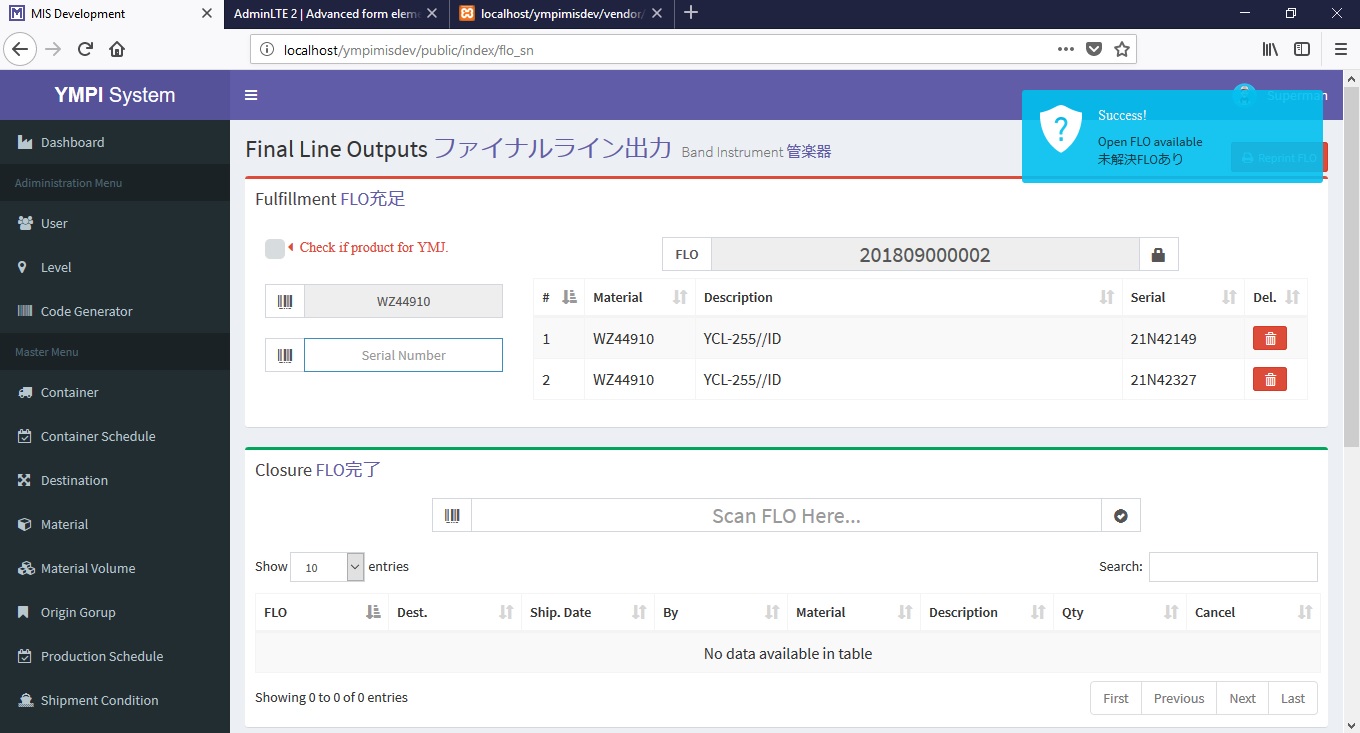 MIS Development
AdminLTE 2 | Advanced form eleme
localhost/ympimisdev/vendor/
localhost/ympimisdev/public/index/flo_sn
YMPI System
Superman
Success!
Open FLO available
未解決FLOあり
Reprint FLO
Dashboard
Adiministration Menu
User
Level
Code Generator
Master Menu
Container
Container Schedule
Destination
Material
Material Volume
Origin Gorup
Production Schedule
Shipment Condition
Final Line Outputs ファイナルライン出力 Band Instrument 管楽器
Fulfillment FLO充足
Check if product for YMJ.
WZ44910
Serial Number
FLO 201809000002
# Material Description Serial Del.
1 WZ44910 YCL-255//ID 21N42149
2 WZ44910 YCL-255//ID 21N42327
Closure FLO完了
Scan FLO Here...
Show 10 entries Search:
FLO Dest. Ship. Date By Material Description Qty Cancel
No data available in table
Showing 0 to 0 of 0 entries First Previous Next Last